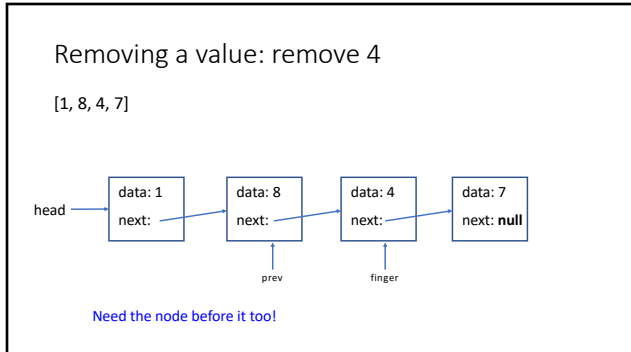 Removing a value: remove 4
[1, 8, 4, 7]
head
data: 1
next:
data: 8
next:
data: 4
next:
data: 7
next: null
prev
finger
Need the node before it too!